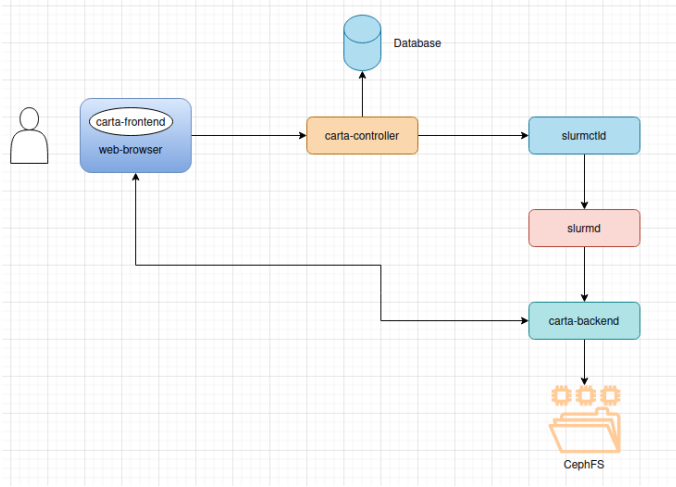 Database
carta-frontend
web-browser
carta-controller
slurmctld
slurmd
carta-backend
CephFS